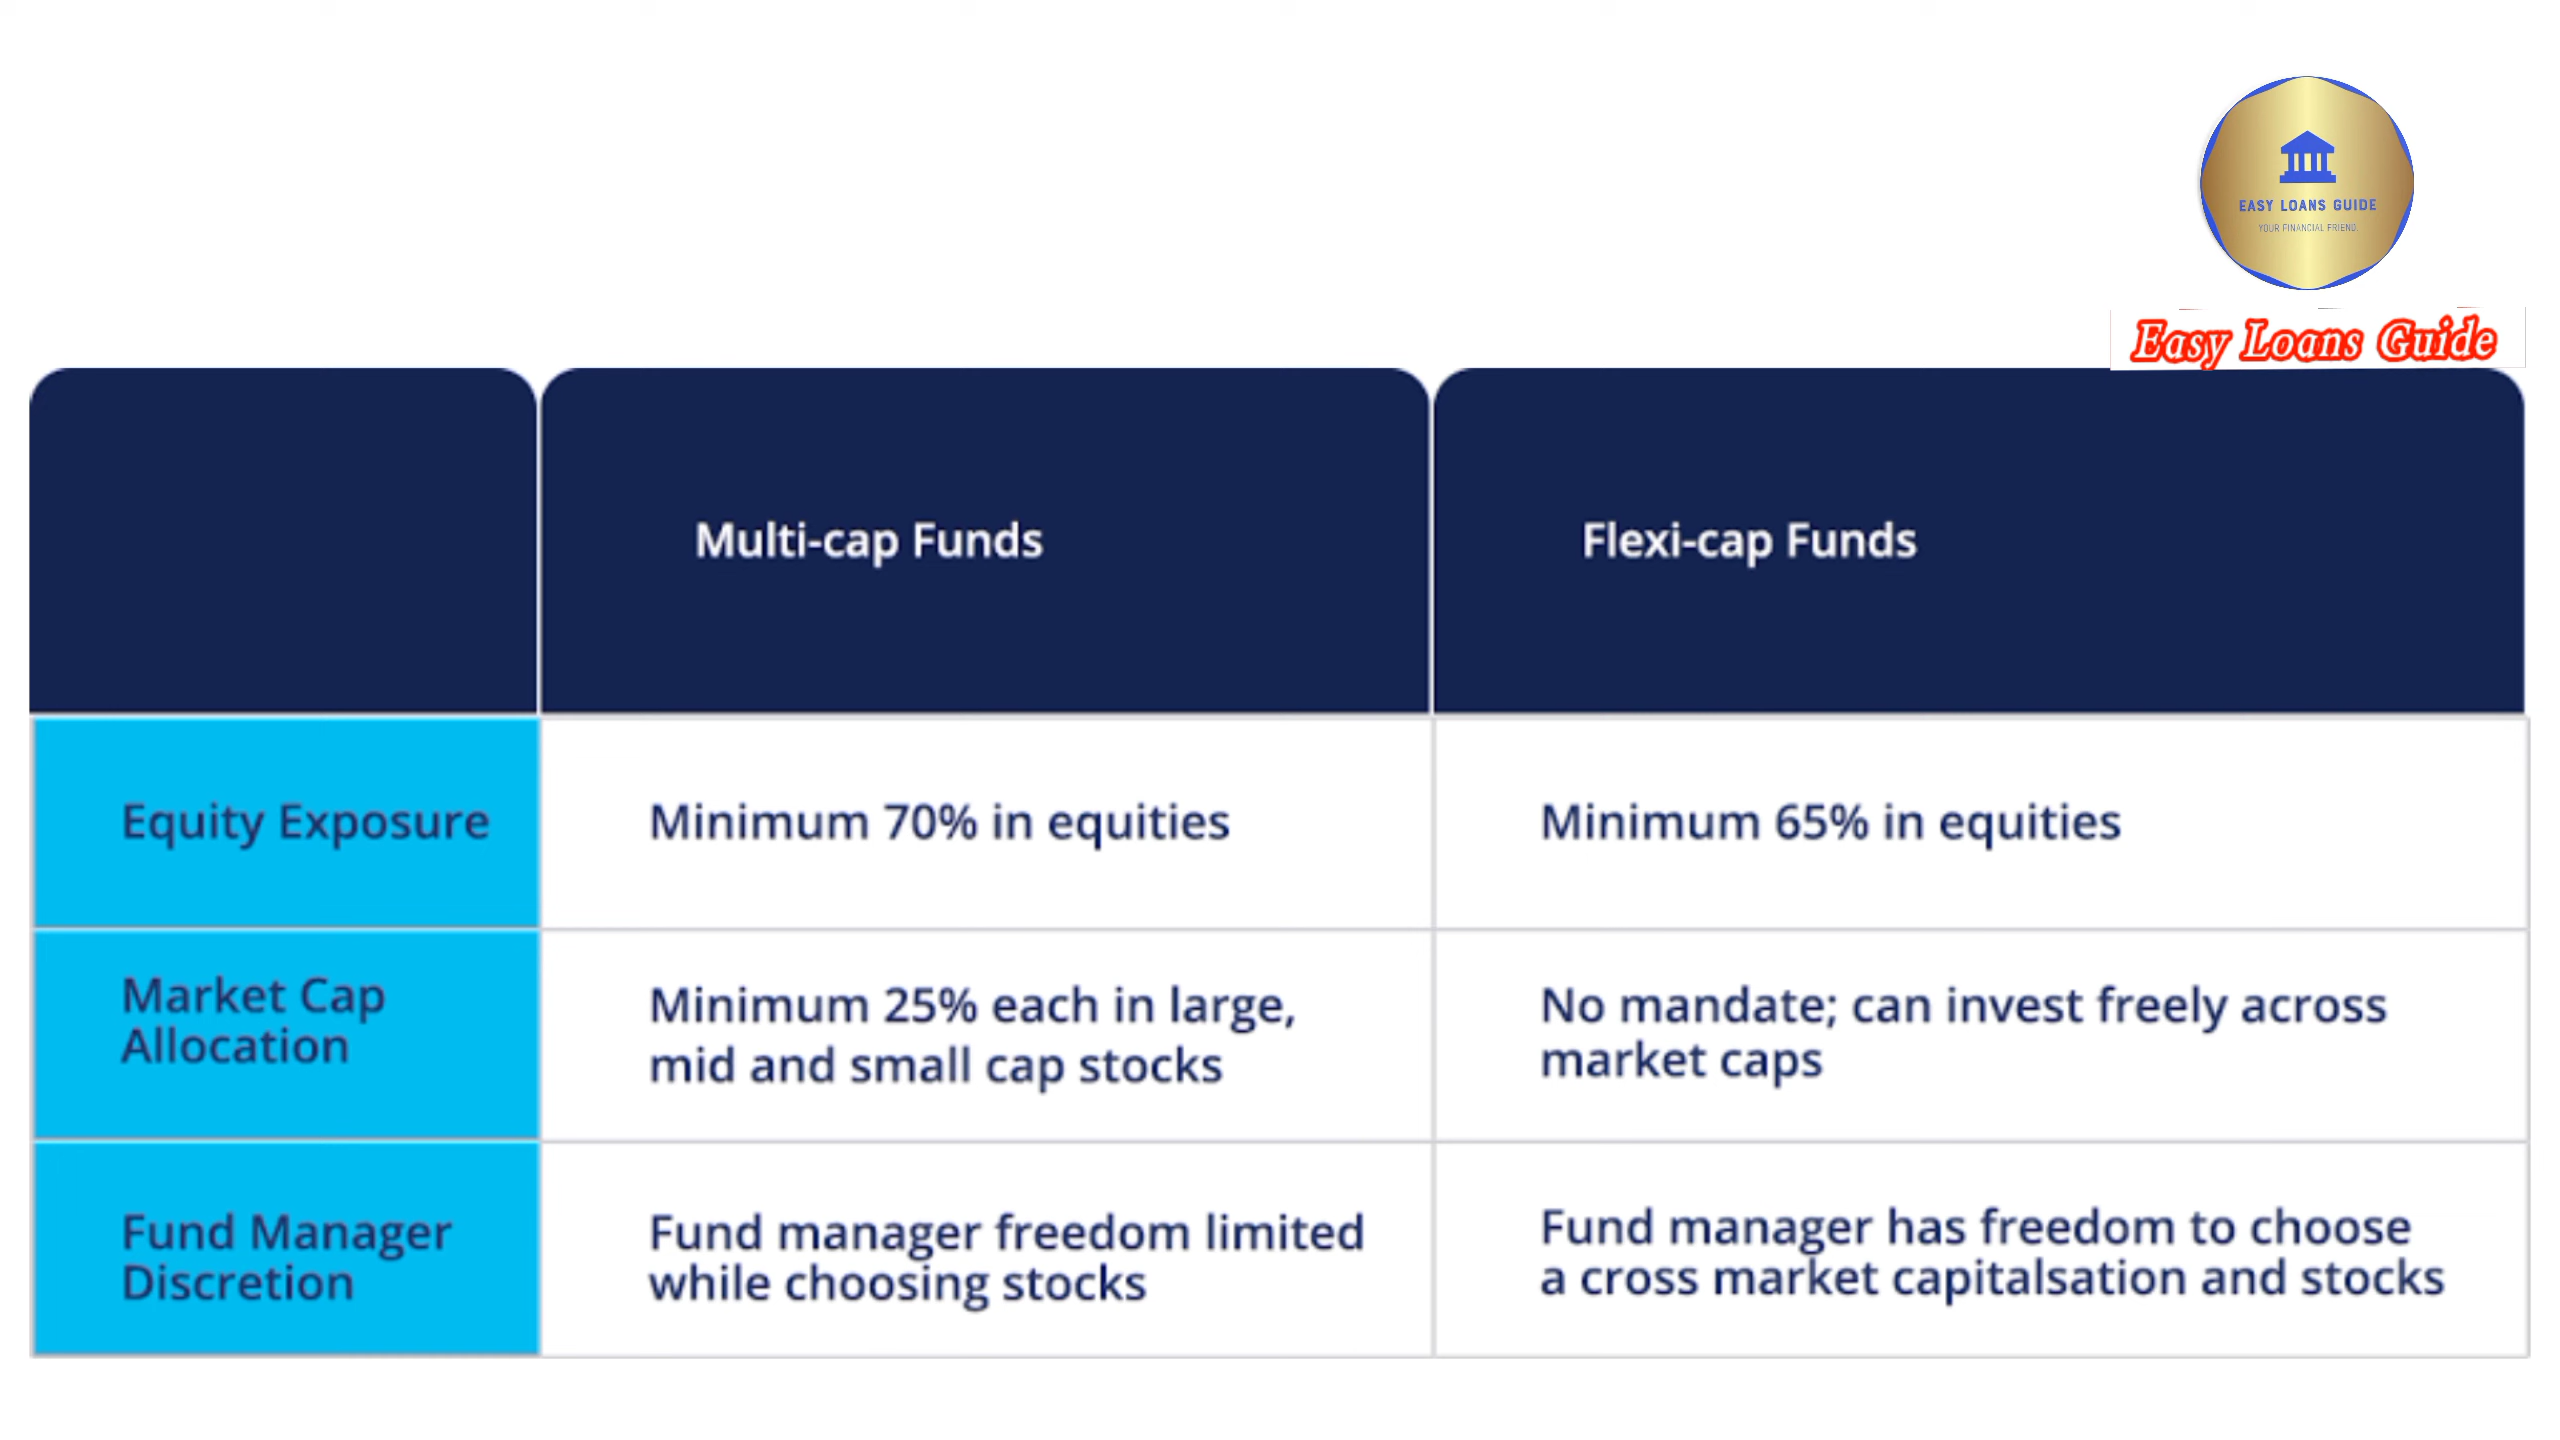 EASY LOANS GUIDE
YOUR FINANCIAL FRIEND.
Easy Loans Guide
Multi-cap Funds
Flexi-cap Funds
Equity Exposure
Minimum 70% in equities
Minimum 65% in equities
Market Cap
Allocation
Minimum 25% each in large,
mid and small cap stocks
No mandate; can invest freely across
market caps
Fund Manager
Discretion
Fund manager freedom limited
while choosing stocks
Fund manager has freedom to choose
a cross market capitalsation and stocks